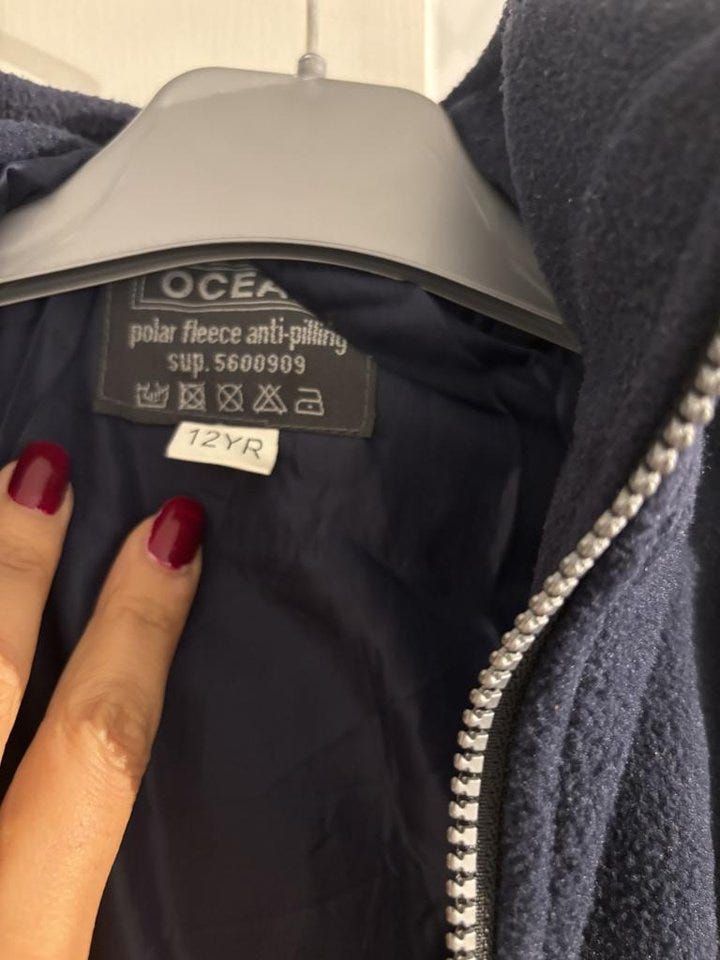 polar fleece anti-pilling
sup. 5600909
12YR